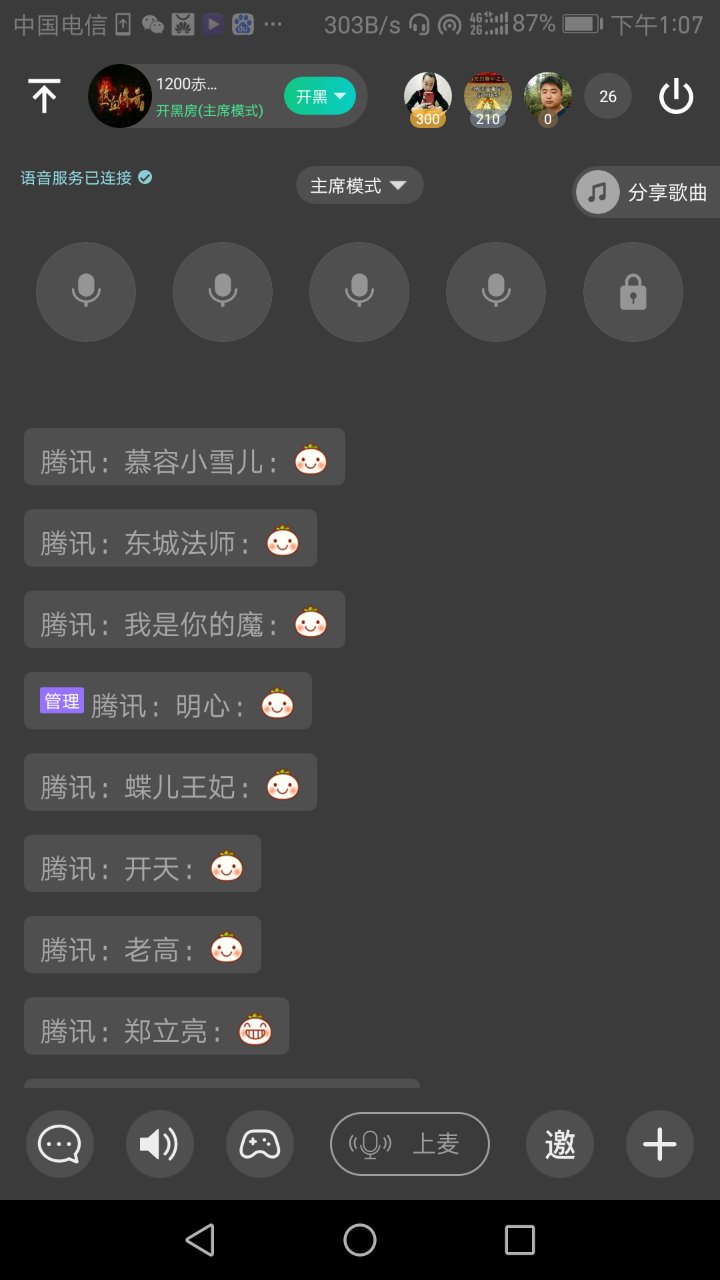 中国电信 303B/s 4G 2G 87% 下午1:07
1200赤...
开黑房(主席模式)
开黑
300 210 0 26
语音服务已连接
主席模式
分享歌曲
腾讯：慕容小雪儿：
腾讯：东城法师：
腾讯：我是你的魔：
管理 腾讯：明心：
腾讯：蝶儿王妃：
腾讯：开天：
腾讯：老高：
腾讯：郑立亮：
上麦 邀